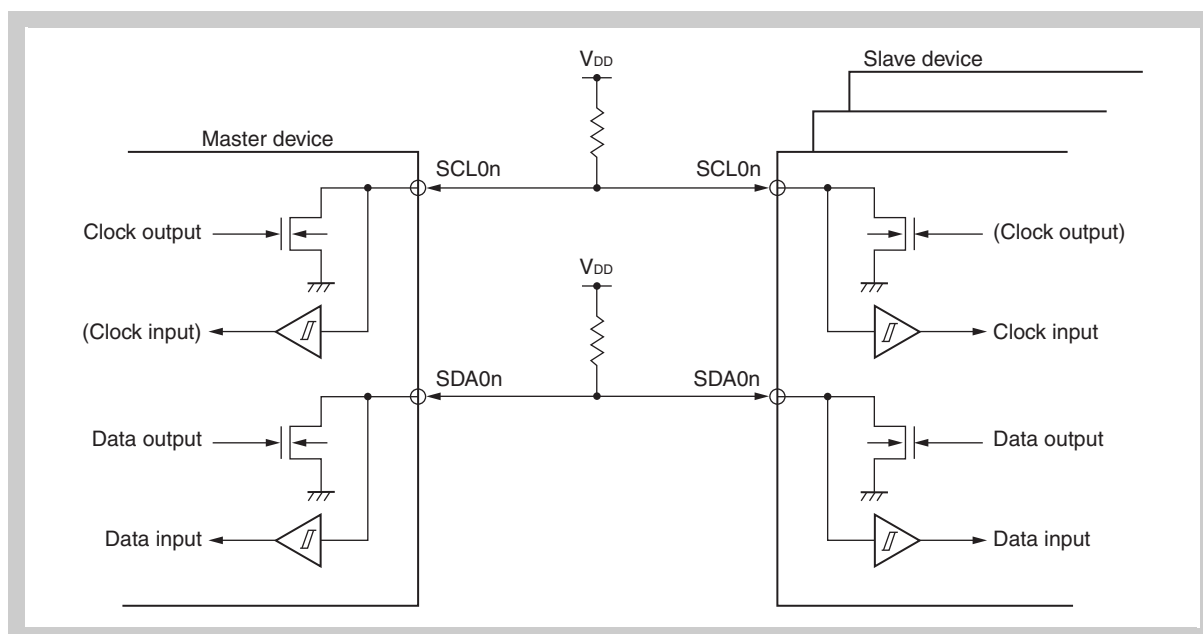 VDD
Slave device
Master device
SCL0n
SCL0n
Clock output
(Clock output)
VDD
(Clock input)
Clock input
SDA0n
SDA0n
Data output
Data output
Data input
Data input